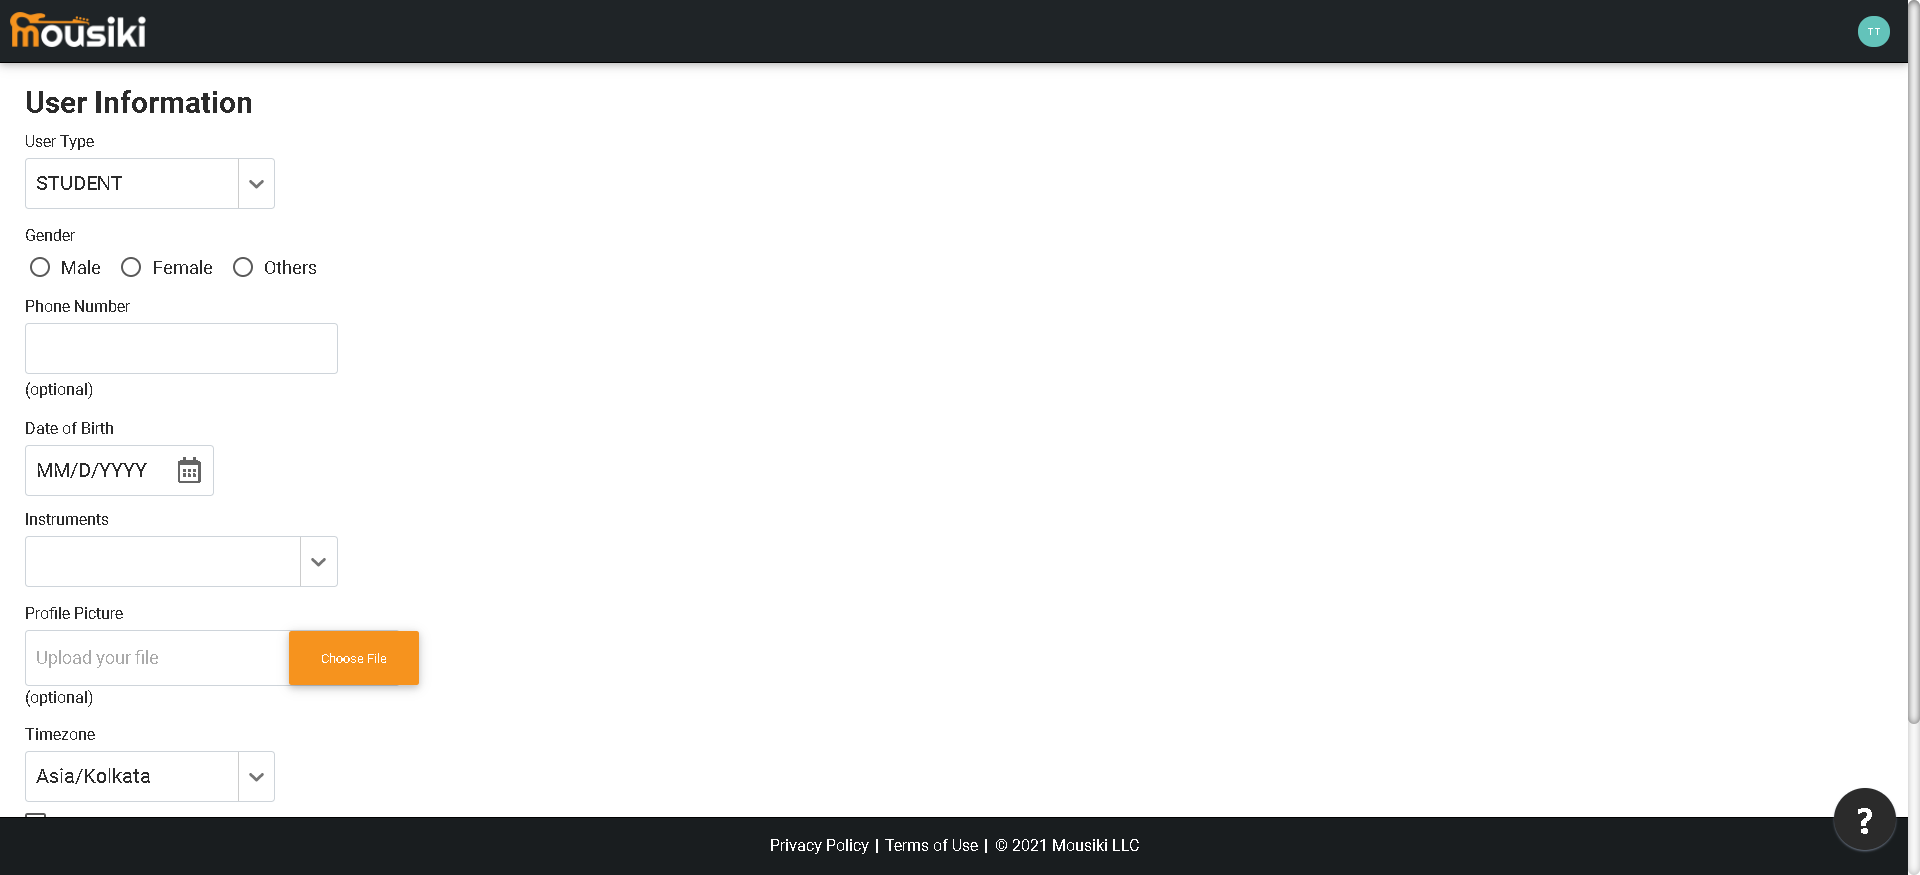 mousiki
TT
User Information
User Type
STUDENT
Gender
Male Female Others
Phone Number
(optional)
Date of Birth
MM/D/YYYY
Instruments
Profile Picture
Upload your file Choose File
(optional)
Timezone
Asia/Kolkata
?
Privacy Policy | Terms of Use | © 2021 Mousiki LLC